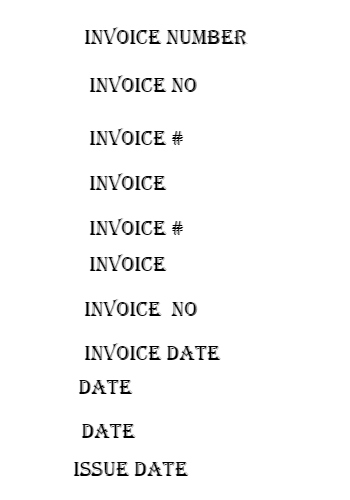 INVOICE NUMBER
INVOICE NO
INVOICE #
INVOICE
INVOICE #
INVOICE
INVOICE NO
INVOICE DATE
DATE
DATE
ISSUE DATE